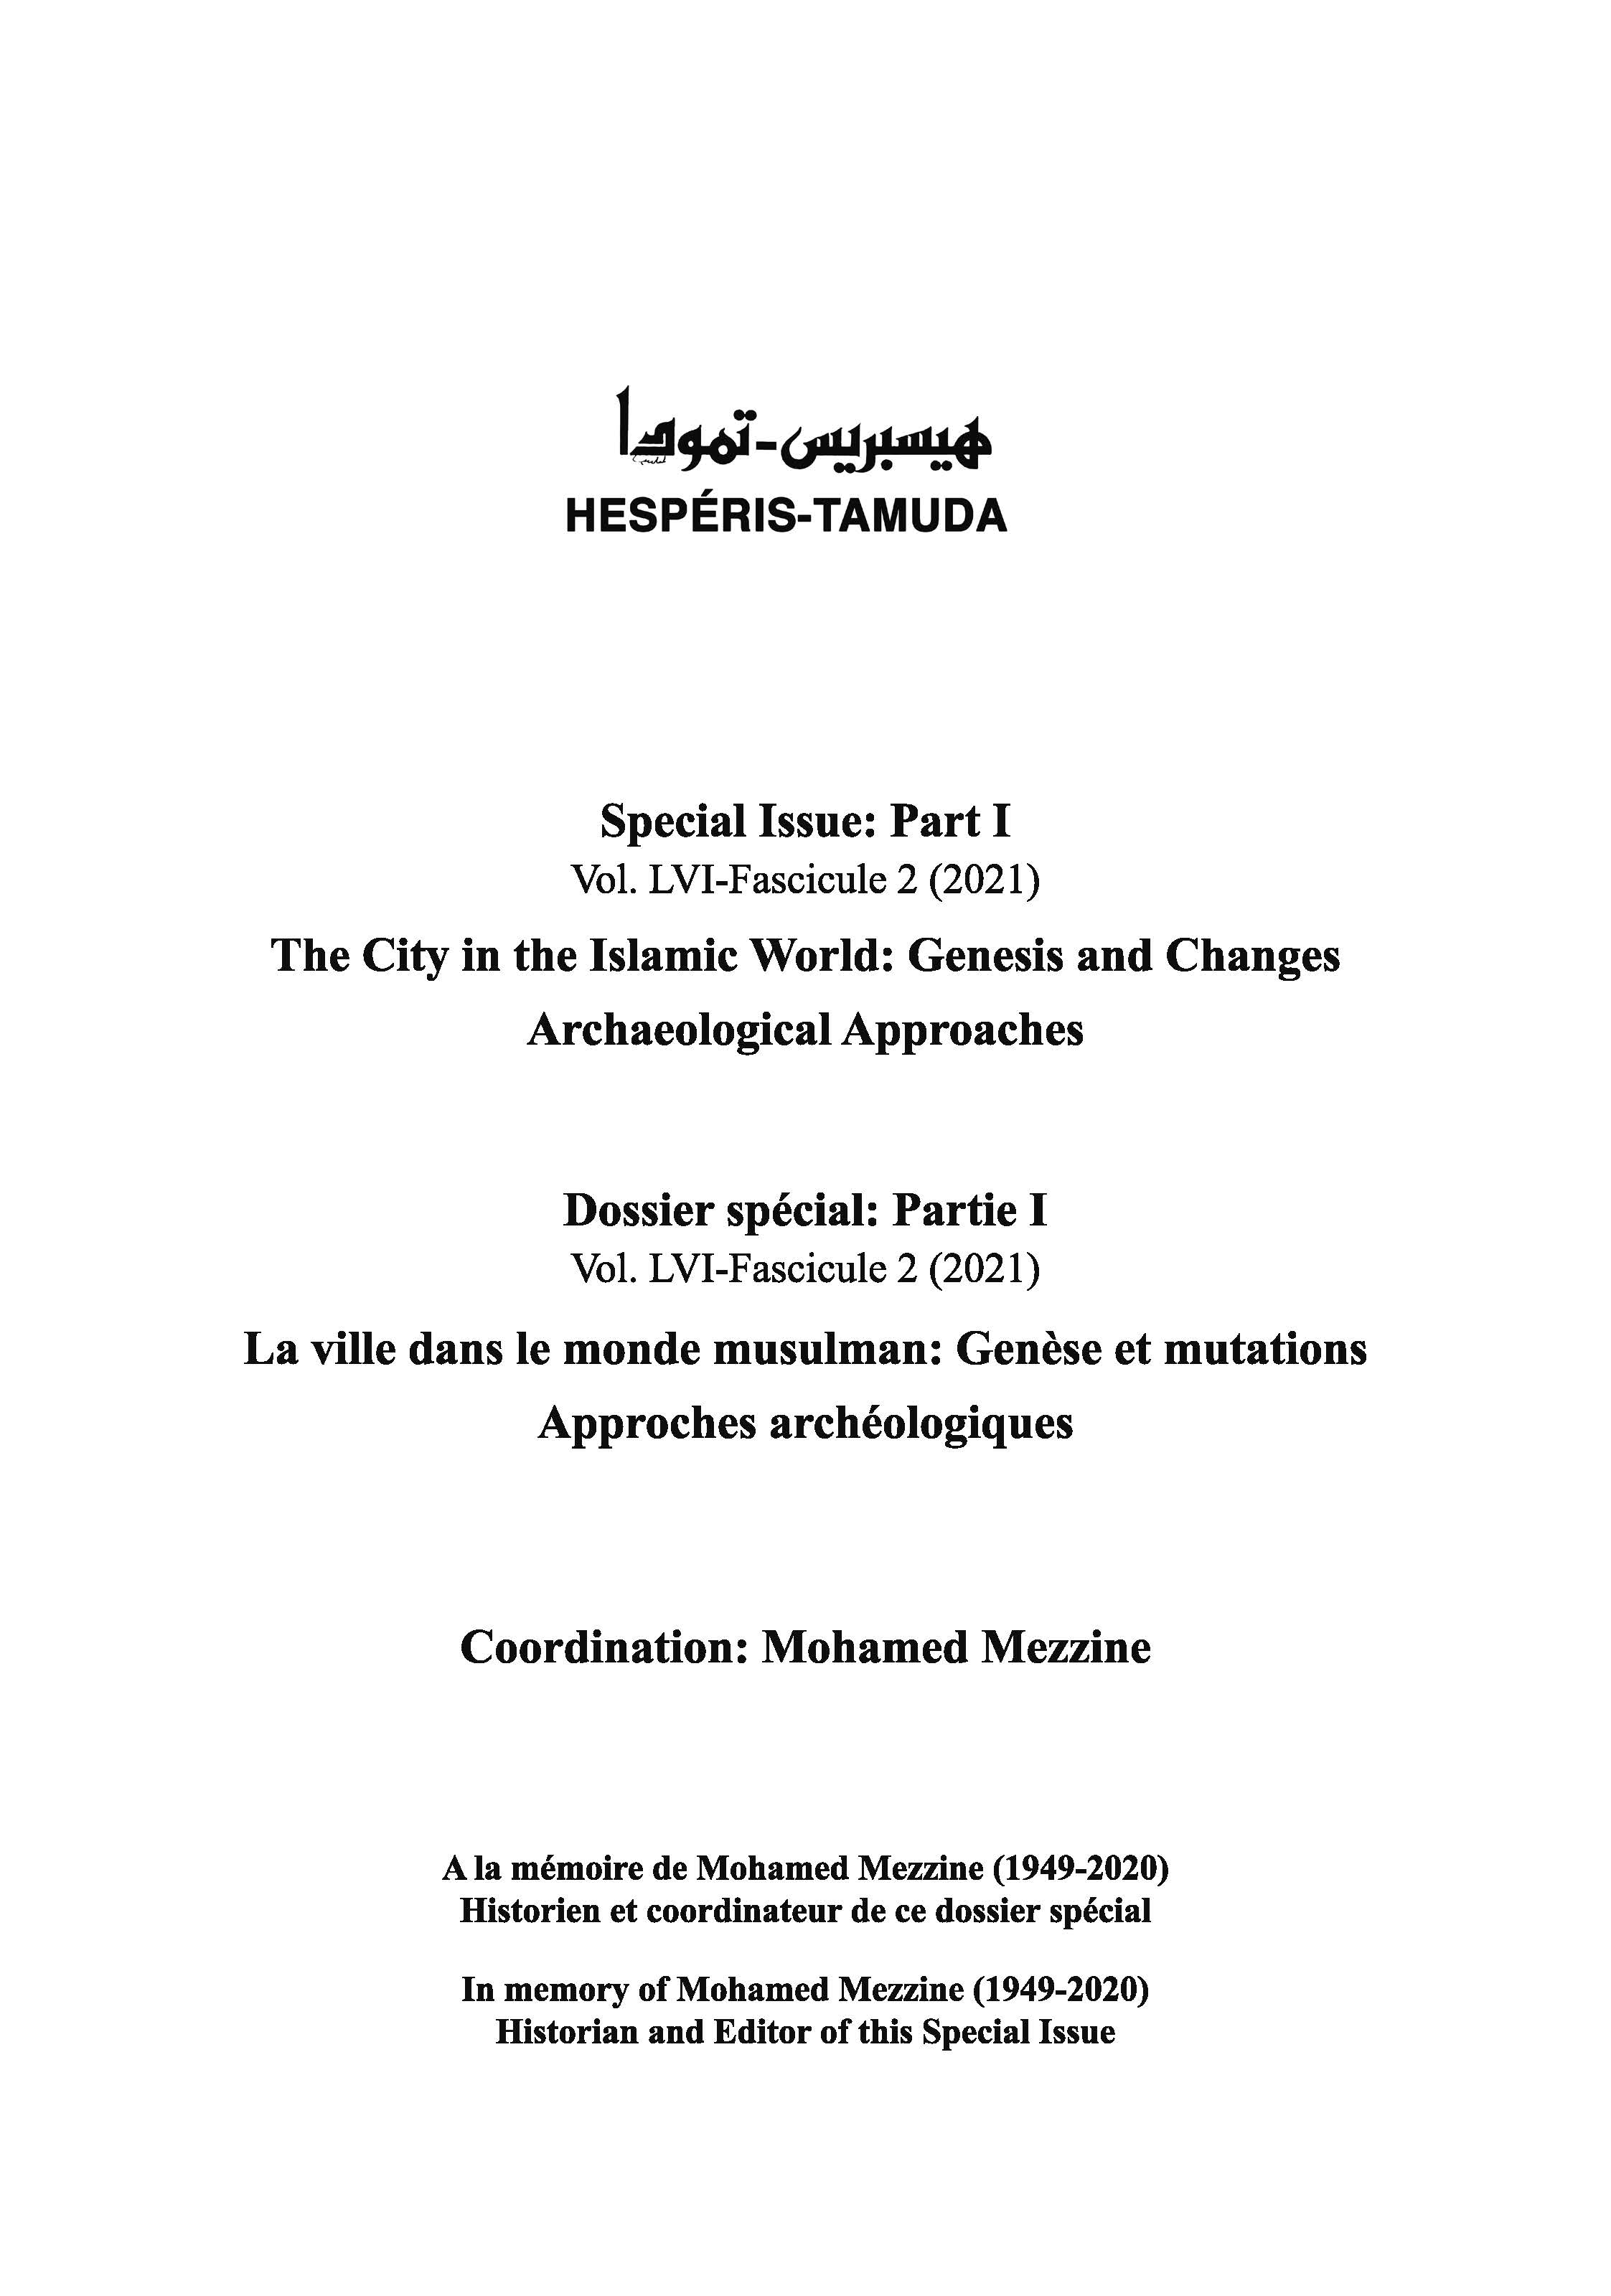 هيسبريس-تمودا
HESPÉRIS-TAMUDA
Special Issue: Part I
Vol. LVI-Fascicule 2 (2021)
The City in the Islamic World: Genesis and Changes
Archaeological Approaches
Dossier spécial: Partie I
Vol. LVI-Fascicule 2 (2021)
La ville dans le monde musulman: Genèse et mutations
Approches archéologiques
Coordination: Mohamed Mezzine
A la mémoire de Mohamed Mezzine (1949-2020)
Historien et coordinateur de ce dossier spécial
In memory of Mohamed Mezzine (1949-2020)
Historian and Editor of this Special Issue